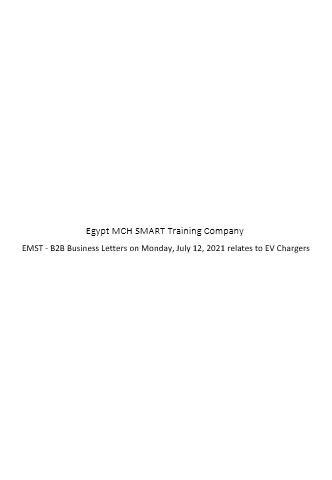 Egypt MCH SMART Training Company
EMST - B2B Business Letters on Monday, July 12, 2021 relates to EV Chargers